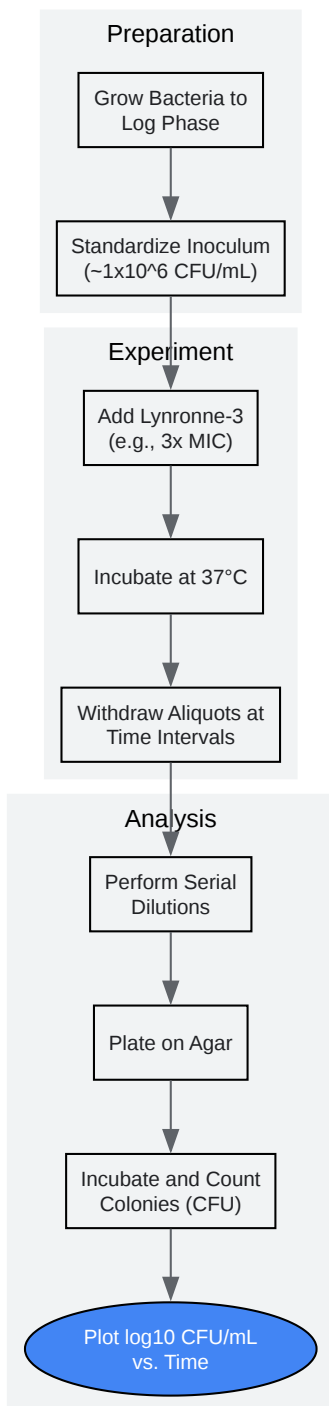 Preparation
Grow Bacteria to
Log Phase
Standardize Inoculum
(~1x10^6 CFU/mL)
Experiment
Add Lynronne-3
(e.g., 3x MIC)
Incubate at 37°C
Withdraw Aliquots at
Time Intervals
Analysis
Perform Serial
Dilutions
Plate on Agar
Incubate and Count
Colonies (CFU)
Plot log10 CFU/mL
vs. Time